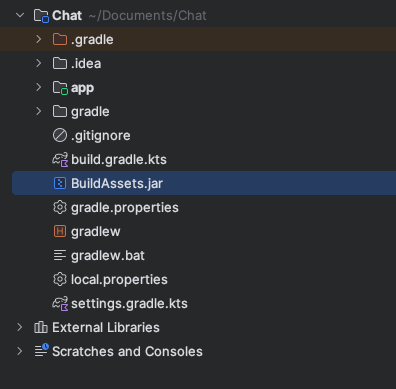 Chat ~/Documents/Chat
.gradle
.idea
app
gradle
.gitignore
build.gradle.kts
BuildAssets.jar
gradle.properties
gradlew
gradlew.bat
local.properties
settings.gradle.kts
External Libraries
Scratches and Consoles